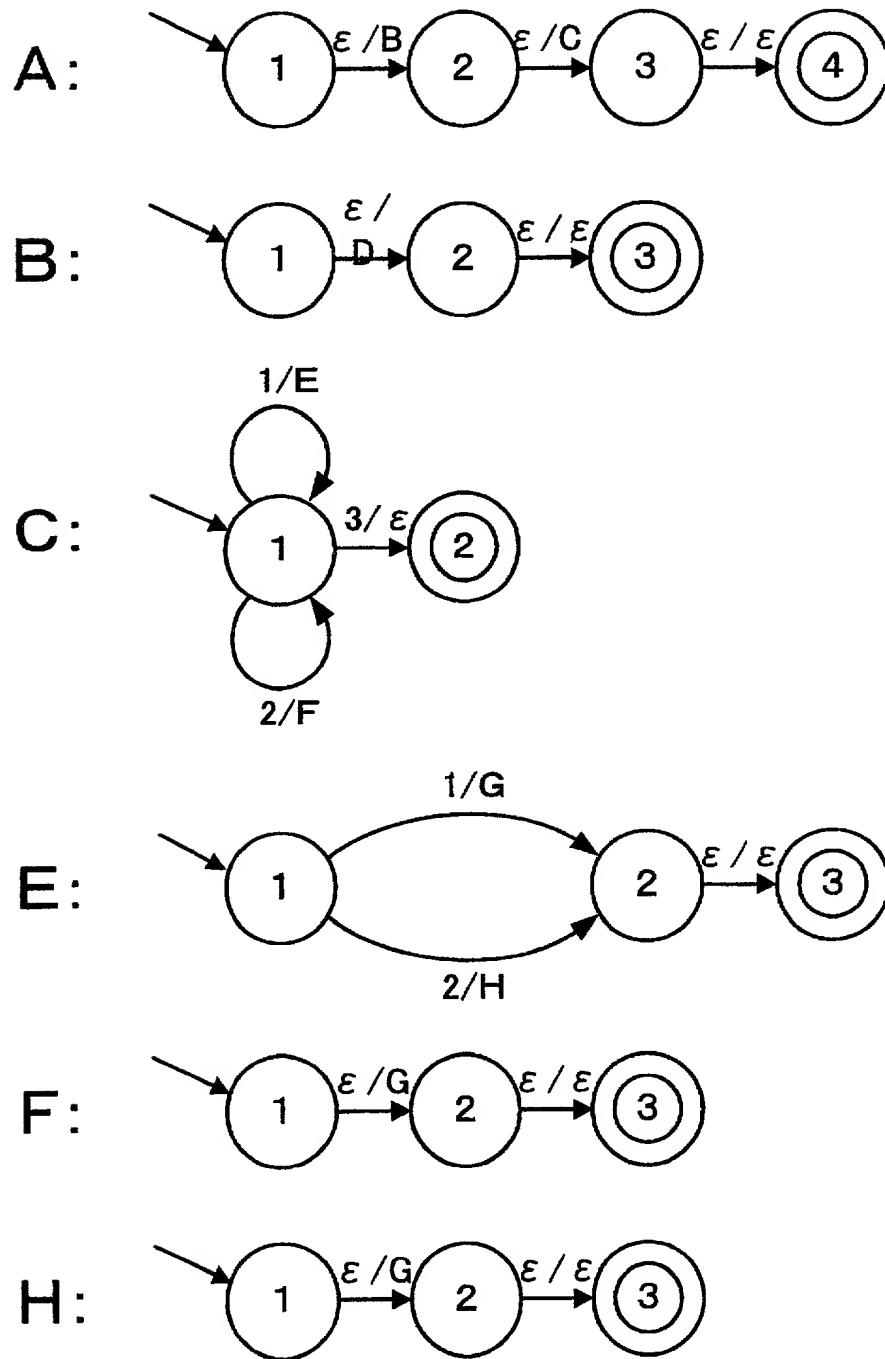 A: 1 ε/B 2 ε/C 3 ε/ε 4
B: 1 ε/D 2 ε/ε 3
1/E
C: 1 3/ε 2
2/F
1/G
E: 1 2 ε/ε 3
2/H
F: 1 ε/G 2 ε/ε 3
H: 1 ε/G 2 ε/ε 3